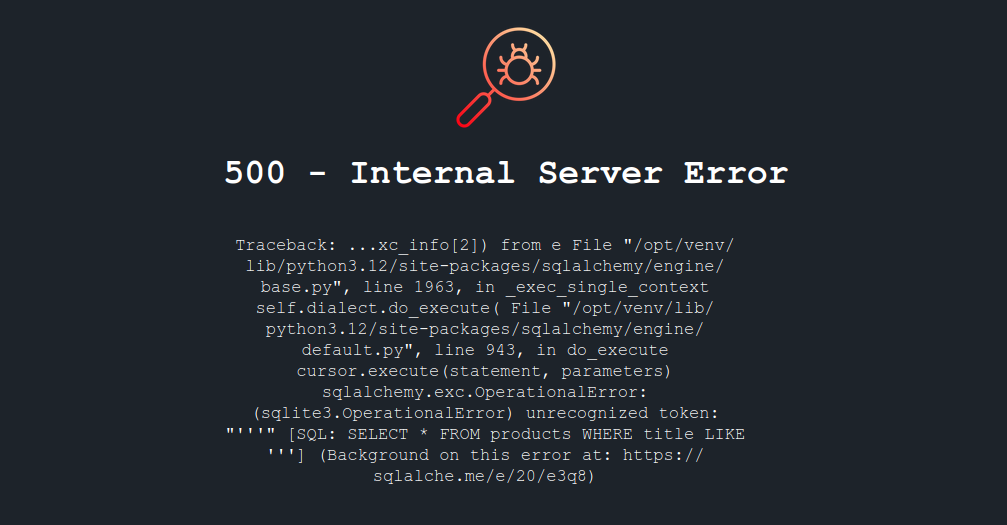 500 - Internal Server Error
Traceback: ...xc_info[2]) from e File "/opt/venv/
lib/python3.12/site-packages/sqlalchemy/engine/
base.py", line 1963, in _exec_single_context
self.dialect.do_execute( File "/opt/venv/lib/
python3.12/site-packages/sqlalchemy/engine/
default.py", line 943, in do_execute
cursor.execute(statement, parameters)
sqlalchemy.exc.OperationalError:
(sqlite3.OperationalError) unrecognized token:
"'''" [SQL: SELECT * FROM products WHERE title LIKE
'''] (Background on this error at: https://
sqlalche.me/e/20/e3q8)